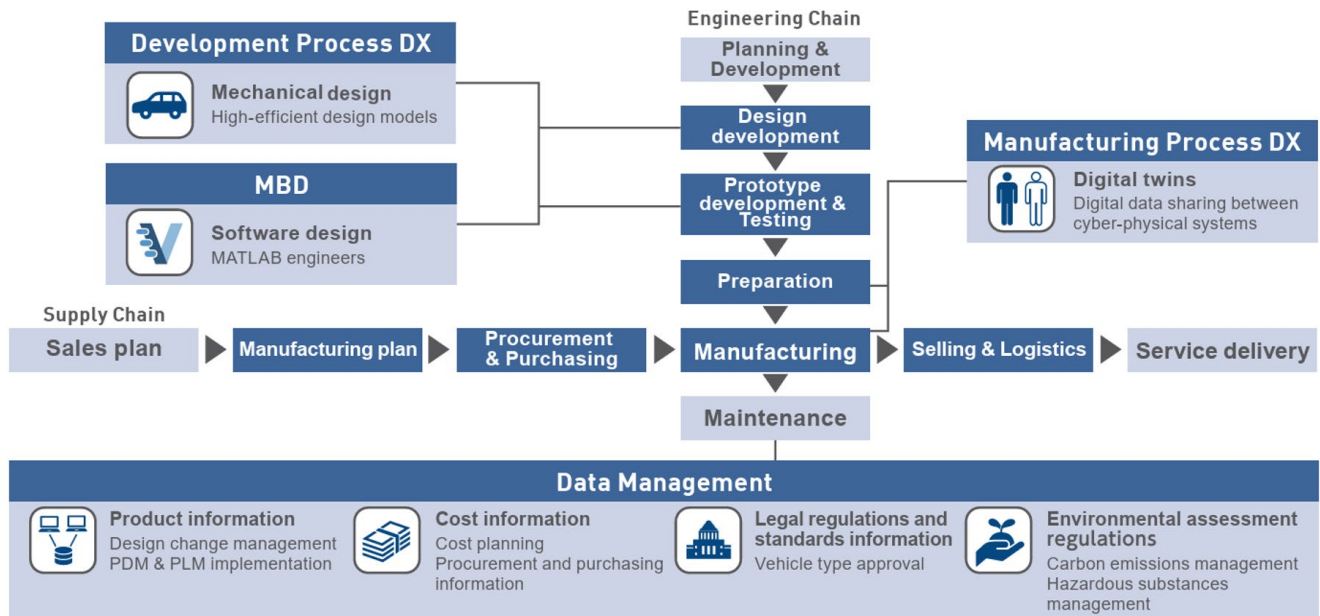 Engineering Chain
Planning &
Development
Development Process DX
Mechanical design
High-efficient design models
Design
development
Manufacturing Process DX
Digital twins
Digital data sharing between
cyber-physical systems
MBD
Software design
MATLAB engineers
Prototype
development &
Testing
Preparation
Supply Chain
Sales plan
Manufacturing plan
Procurement
& Purchasing
Manufacturing
Selling & Logistics
Service delivery
Maintenance
Data Management
Product information
Design change management
PDM & PLM implementation
Cost information
Cost planning
Procurement and purchasing
information
Legal regulations and
standards information
Vehicle type approval
Environmental assessment
regulations
Carbon emissions management
Hazardous substances
management